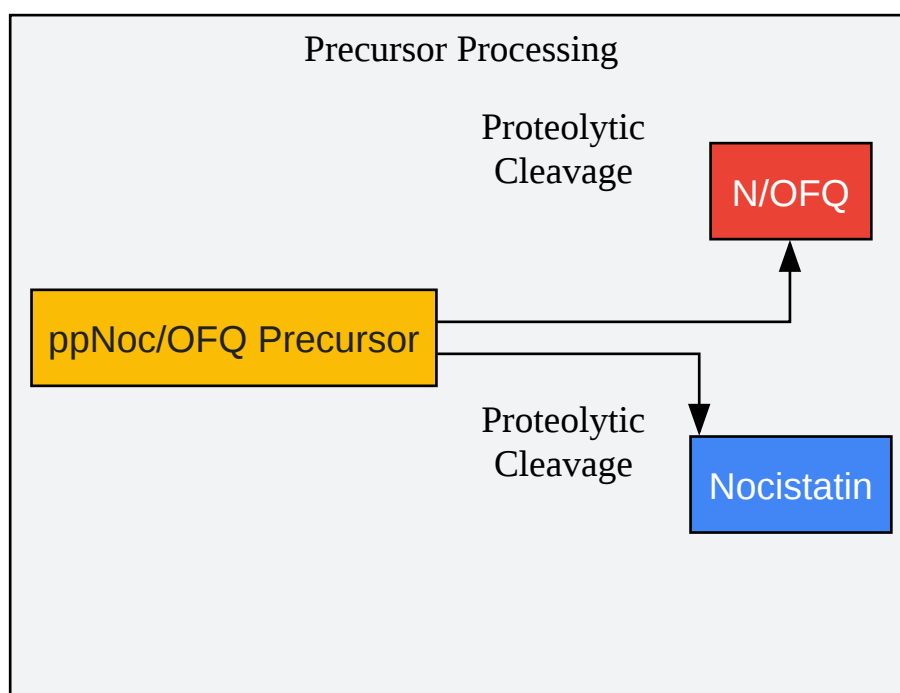 Precursor Processing
Proteolytic
Cleavage
N/OFQ
ppNoc/OFQ Precursor
Proteolytic
Cleavage
Nocistatin